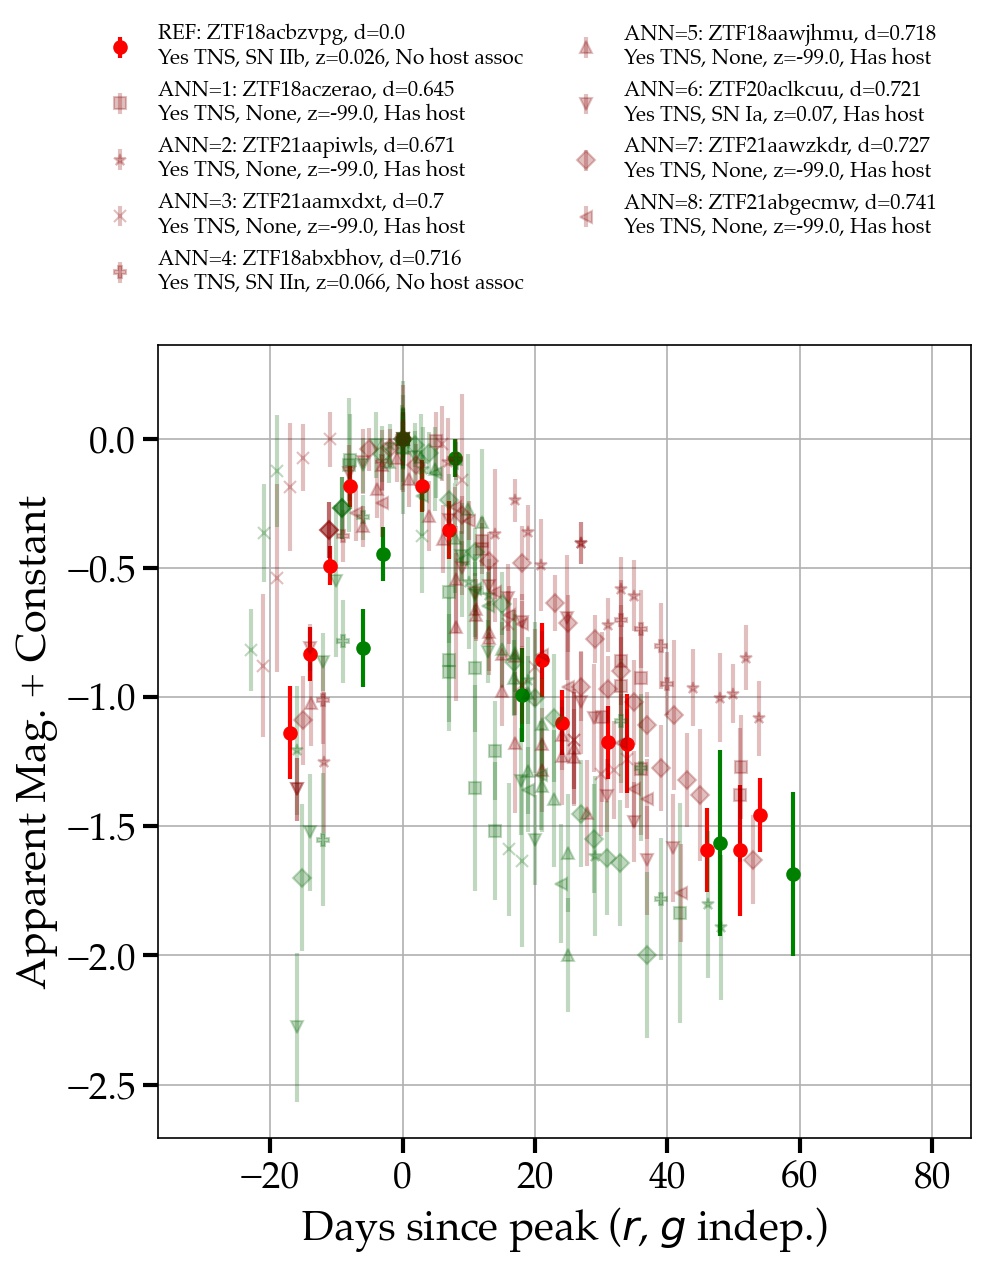 REF: ZTF18acbzvpg, d=0.0
Yes TNS, SN IIb, z=0.026, No host assoc
ANN=1: ZTF18aczerao, d=0.645
Yes TNS, None, z=-99.0, Has host
ANN=2: ZTF21aapiwls, d=0.671
Yes TNS, None, z=-99.0, Has host
ANN=3: ZTF21aamxdxt, d=0.7
Yes TNS, None, z=-99.0, Has host
ANN=4: ZTF18abxbhov, d=0.716
Yes TNS, SN IIn, z=0.066, No host assoc
ANN=5: ZTF18aawjhmu, d=0.718
Yes TNS, None, z=-99.0, Has host
ANN=6: ZTF20aclkcuu, d=0.721
Yes TNS, SN Ia, z=0.07, Has host
ANN=7: ZTF21aawzkdr, d=0.727
Yes TNS, None, z=-99.0, Has host
ANN=8: ZTF21abgecmw, d=0.741
Yes TNS, None, z=-99.0, Has host
Apparent Mag. + Constant
0.0
−0.5
−1.0
−1.5
−2.0
−2.5
−20 0 20 40 60 80
Days since peak (r, g indep.)